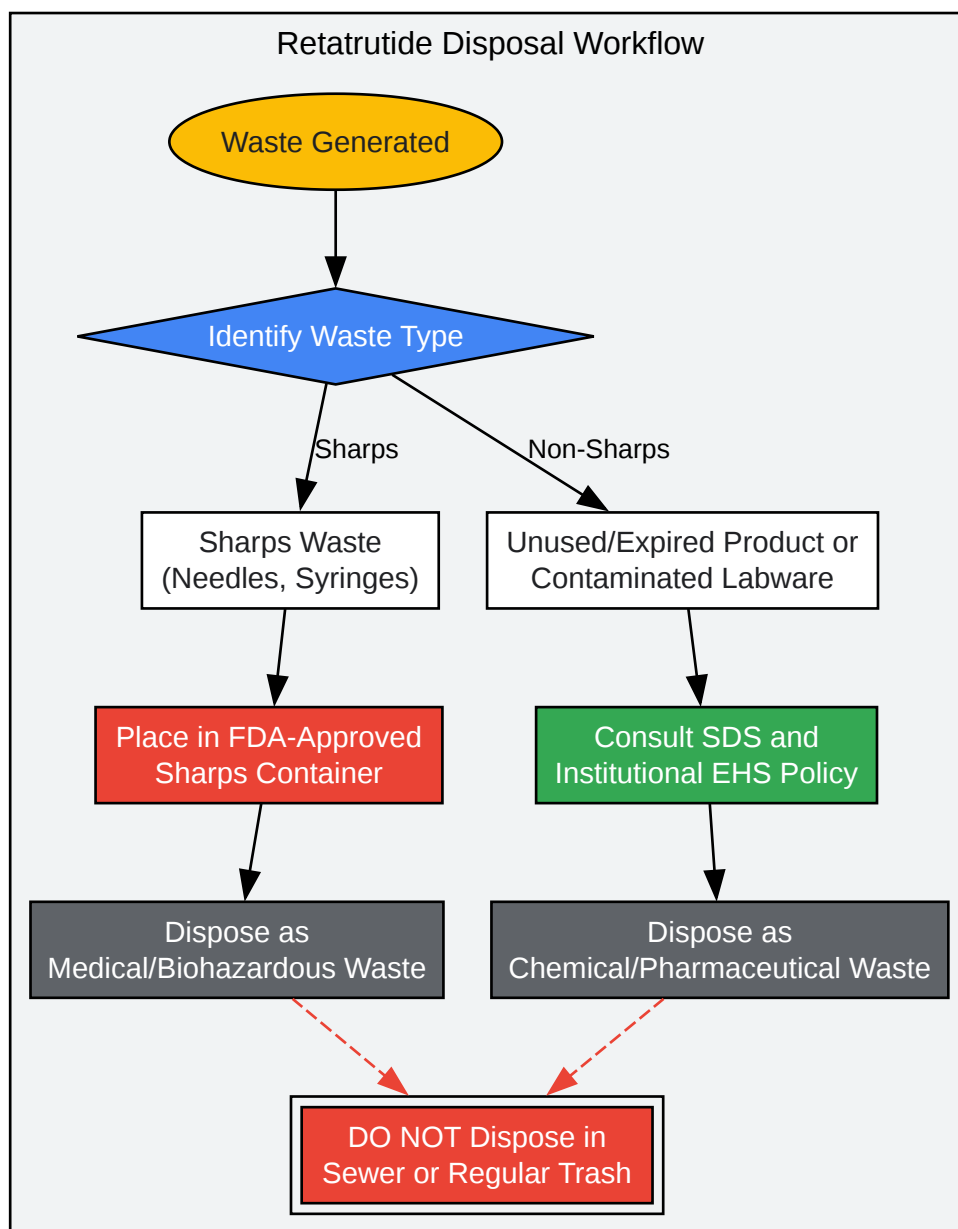 Retatrutide Disposal Workflow
Waste Generated
Identify Waste Type
Sharps
Non-Sharps
Sharps Waste
(Needles, Syringes)
Unused/Expired Product or
Contaminated Labware
Place in FDA-Approved
Sharps Container
Consult SDS and
Institutional EHS Policy
Dispose as
Medical/Biohazardous Waste
Dispose as
Chemical/Pharmaceutical Waste
DO NOT Dispose in
Sewer or Regular Trash